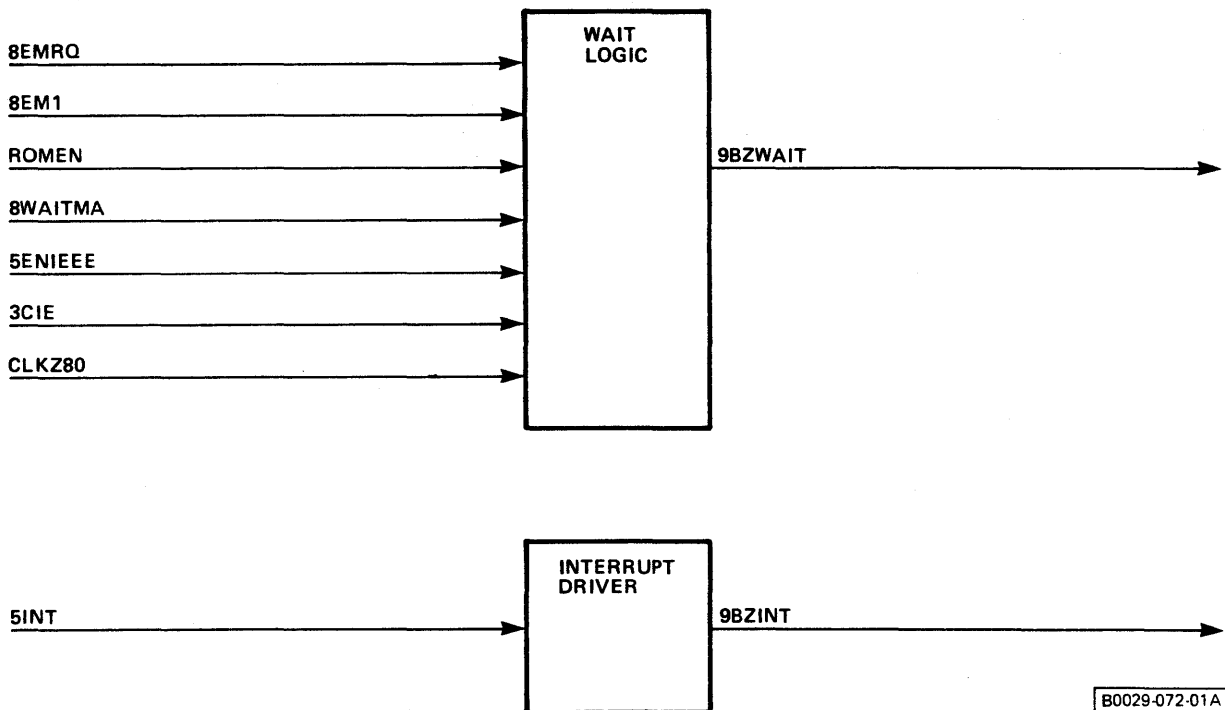 WAIT
LOGIC
8EMRQ
8EM1
ROMEN
9BZWAIT
8WAITMA
5ENIEEE
3CIE
CLKZ80
INTERRUPT
DRIVER
5INT
9BZINT
B0029-072-01A